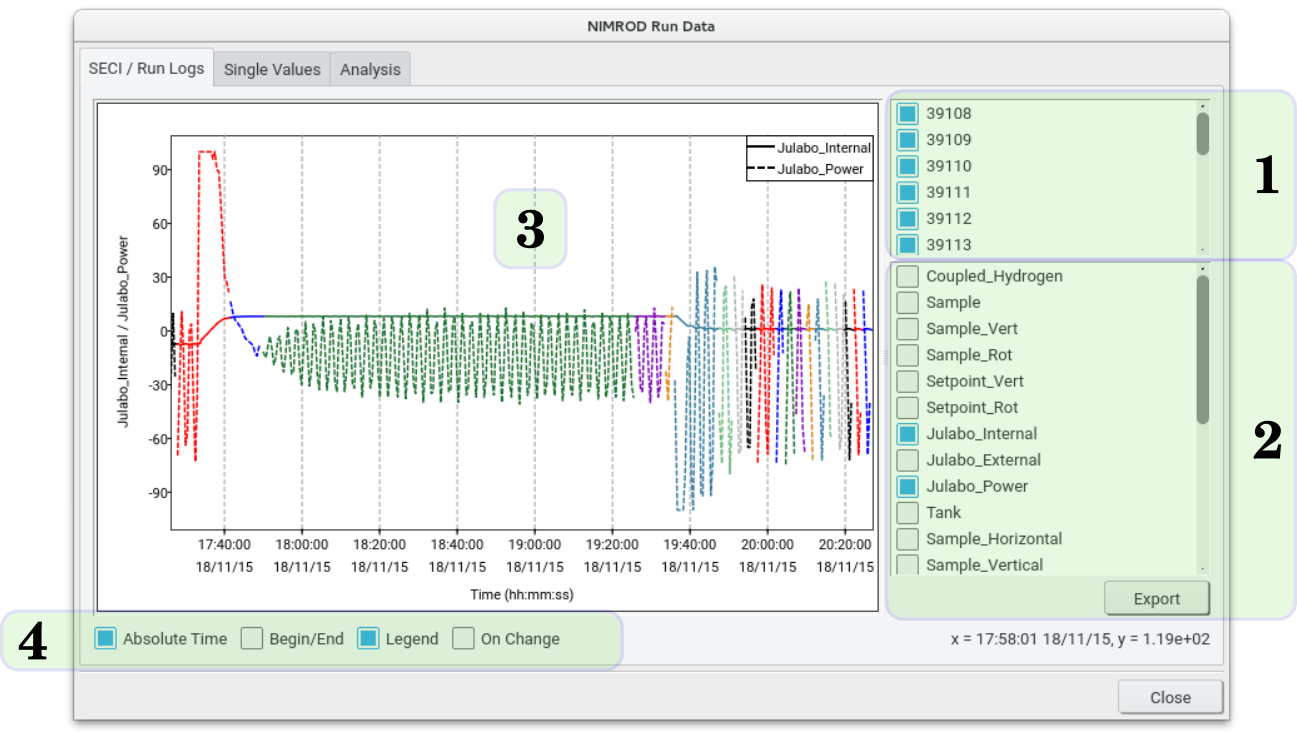 NIMROD Run Data
SECI / Run Logs Single Values Analysis
Julabo_Internal
Julabo_Power
Julabo_Internal / Julabo_Power
90
60
30
0
-30
-60
-90
17:40:00 18:00:00 18:20:00 18:40:00 19:00:00 19:20:00 19:40:00 20:00:00 20:20:00
18/11/15 18/11/15 18/11/15 18/11/15 18/11/15 18/11/15 18/11/15 18/11/15 18/11/15
Time (hh:mm:ss)
3
39108
39109
39110
39111
39112
39113
1
Coupled_Hydrogen
Sample
Sample_Vert
Sample_Rot
Setpoint_Vert
Setpoint_Rot
Julabo_Internal
Julabo_External
Julabo_Power
Tank
Sample_Horizontal
Sample_Vertical
2
Export
4
Absolute Time Begin/End Legend On Change
x = 17:58:01 18/11/15, y = 1.19e+02
Close